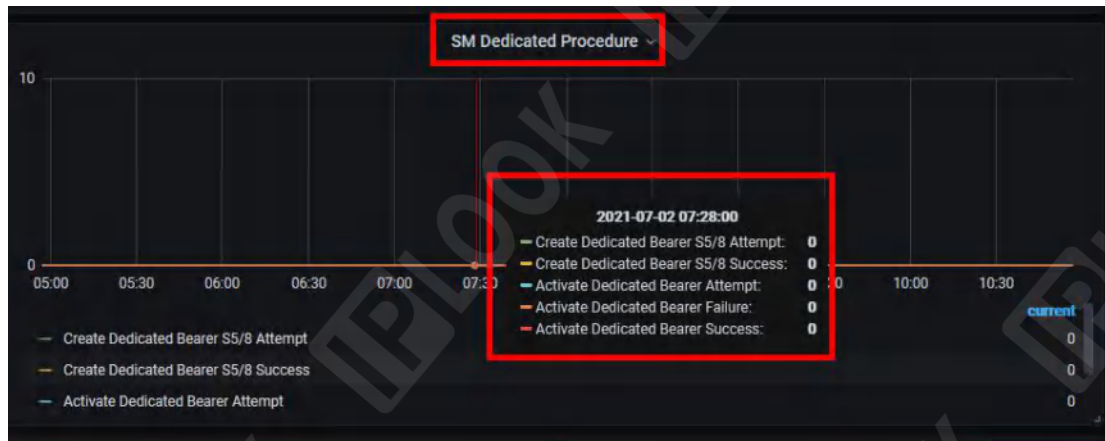 SM Dedicated Procedure
10
0
05:00 05:30 06:00 06:30 07:00 07:30 10:00 10:30
2021-07-02 07:28:00
Create Dedicated Bearer S5/8 Attempt: 0
Create Dedicated Bearer S5/8 Success: 0
Activate Dedicated Bearer Attempt: 0
Activate Dedicated Bearer Failure: 0
Activate Dedicated Bearer Success: 0
current
Create Dedicated Bearer S5/8 Attempt 0
Create Dedicated Bearer S5/8 Success 0
Activate Dedicated Bearer Attempt 0
IPLOOK